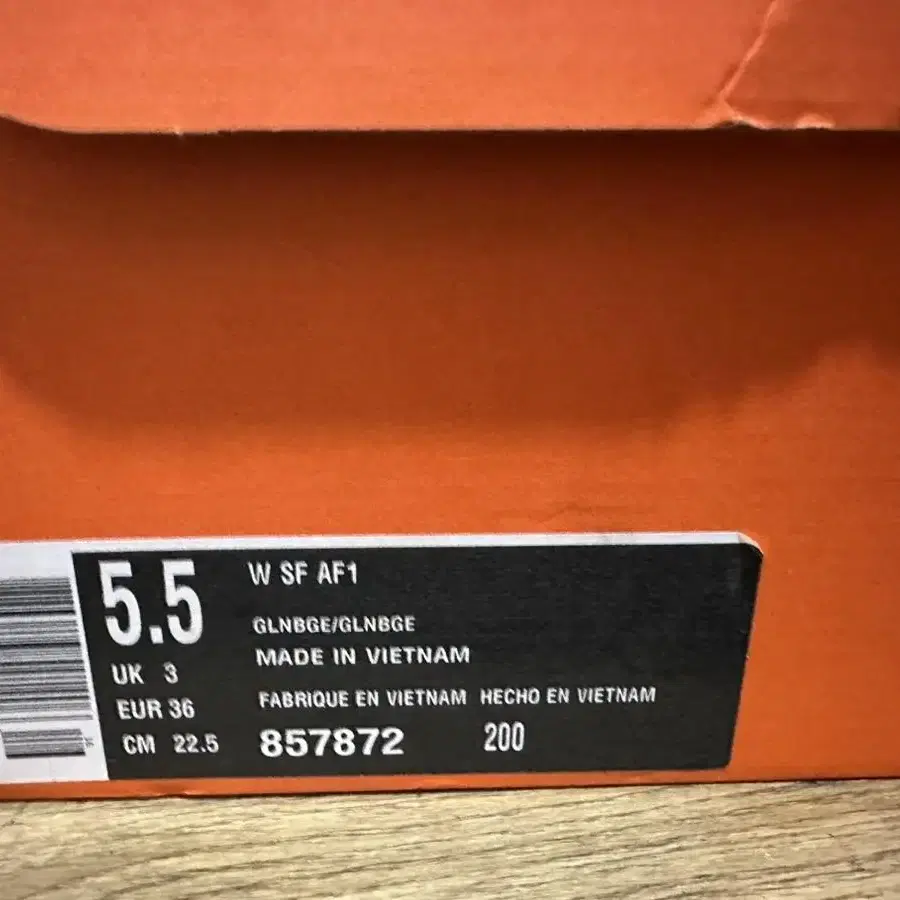 5.5
UK 3
EUR 36
CM 22.5
W SF AF1
GLNBGE/GLNBGE
MADE IN VIETNAM
FABRIQUE EN VIETNAM HECHO EN VIETNAM
857872 200